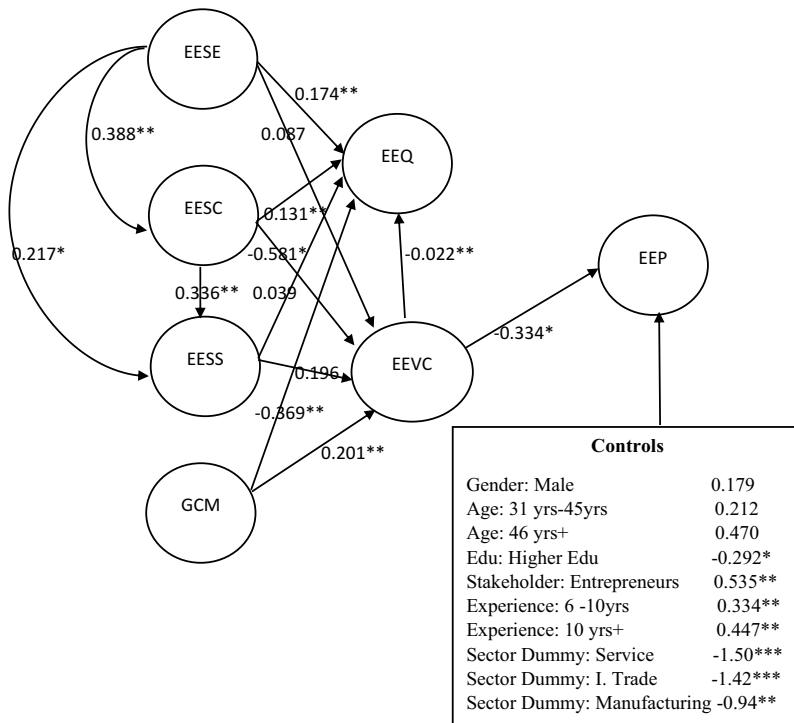 EESE
0.174**
0.388**
0.087
EEQ
EESC
0.131**
0.217*
-0.581*
-0.022**
EEP
0.336**
0.039
-0.334*
EESS
0.196
EEVC
-0.369**
0.201**
GCM
Controls
Gender: Male 0.179
Age: 31 yrs-45yrs 0.212
Age: 46 yrs+ 0.470
Edu: Higher Edu -0.292*
Stakeholder: Entrepreneurs 0.535**
Experience: 6 -10yrs 0.334**
Experience: 10 yrs+ 0.447**
Sector Dummy: Service -1.50***
Sector Dummy: I. Trade -1.42***
Sector Dummy: Manufacturing -0.94**